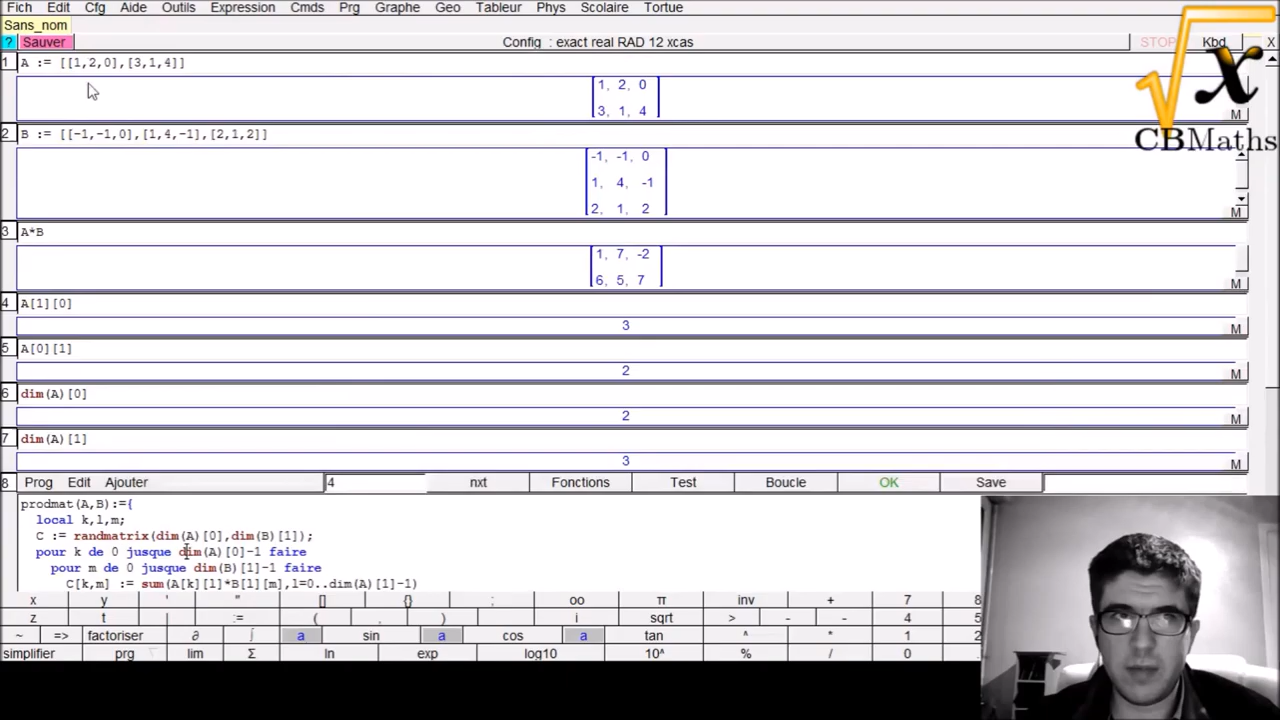 Fich Edit Cfg Aide Outils Expression Cmds Prg Graphe Geo Tableur Phys Scolaire Tortue
Sans_nom
? Sauver Config : exact real RAD 12 xcas STOP Kbd X
1 A := [[1,2,0],[3,1,4]]
1, 2, 0
3, 1, 4
M
2 B := [[-1,-1,0],[1,4,-1],[2,1,2]]
-1, -1, 0
1, 4, -1
2, 1, 2
M
3 A*B
1, 7, -2
6, 5, 7
M
4 A[1][0]
3 M
5 A[0][1]
2 M
6 dim(A)[0]
2 M
7 dim(A)[1]
3 M
8 Prog Edit Ajouter 4 nxt Fonctions Test Boucle OK Save
prodmat(A,B):={
local k,l,m;
C := randmatrix(dim(A)[0],dim(B)[1]);
pour k de 0 jusque dim(A)[0]-1 faire
pour m de 0 jusque dim(B)[1]-1 faire
C[k,m] := sum(A[k][l]*B[l][m],l=0..dim(A)[1]-1)
x y ' " [] {} ; oo π inv + 7 8
z t | := ( , ) i sqrt > - - 4 5
~ => factoriser ∂ ∫ a sin a cos a tan ^ * 1 2
simplifier prg lim Σ ln exp log10 10^ % / 0 .
x
CBMaths